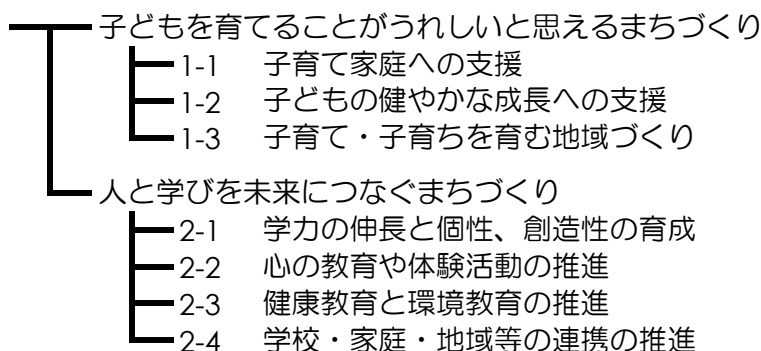 子どもを育てることがうれしいと思えるまちづくり
1-1 子育て家庭への支援
1-2 子どもの健やかな成長への支援
1-3 子育て・子育ちを育む地域づくり
人と学びを未来につなぐまちづくり
2-1 学力の伸長と個性、創造性の育成
2-2 心の教育や体験活動の推進
2-3 健康教育と環境教育の推進
2-4 学校・家庭・地域等の連携の推進